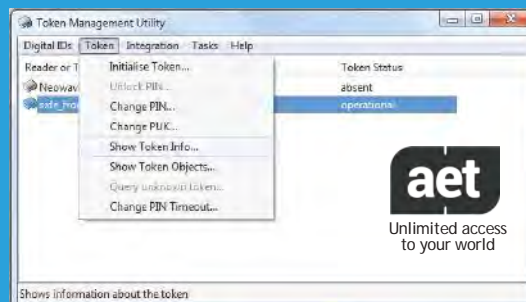 Token Management Utility
Digital IDs Token Integration Tasks Help
Reader or T Token Status
Initialise Token...
Neowav absent
Unlock PIN...
operational
Change PIN...
Change PUK...
Show Token Info...
Show Token Objects...
Query unknown token...
Change PIN Timeout...
aet
Unlimited access
to your world
Shows information about the token